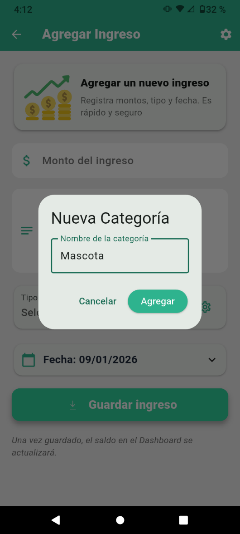 4:12
32 %
Agregar Ingreso
Agregar un nuevo ingreso
Registra montos, tipo y fecha. Es
rápido y seguro
Monto del Ingreso
Nueva Categoría
Nombre de la categoría
Mascota
Cancelar
Agregar
Tipo
Sel
Fecha: 09/01/2026
Guardar ingreso
Una vez guardado, el saldo en el Dashboard se
actualizará.